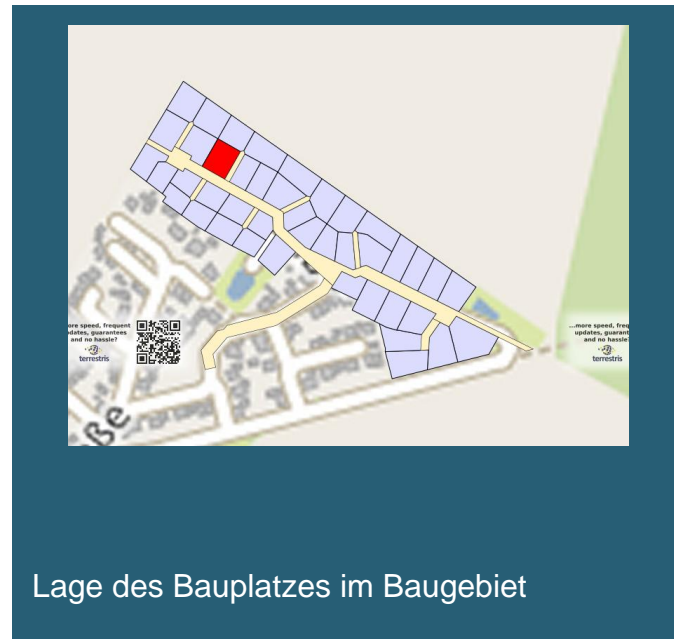 ore speed, frequent
updates, guarantees
and no hassle?
terrestris
...more speed, freq
updates, guarant
and no hassle
terrestris
ße
Lage des Bauplatzes im Baugebiet